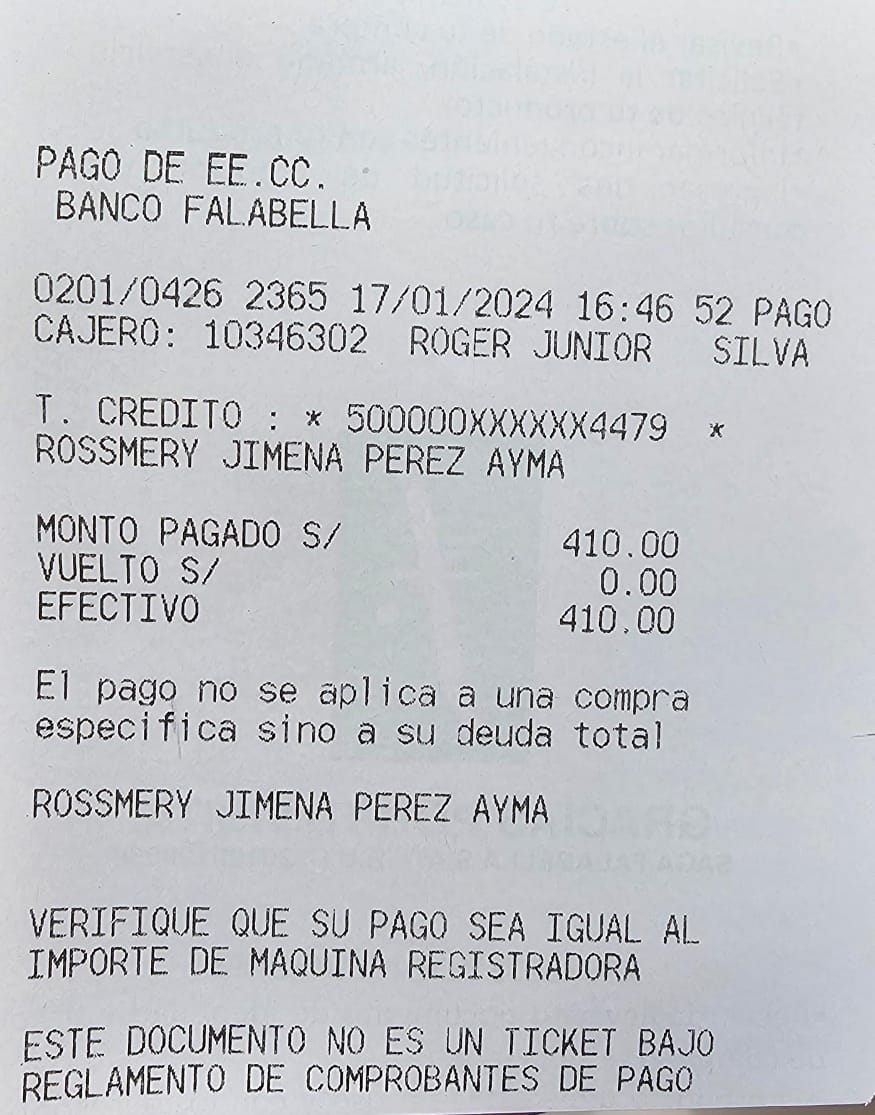 PAGO DE EE.CC.
BANCO FALABELLA
0201/0426 2365 17/01/2024 16:46 52 PAGO
CAJERO: 10346302 ROGER JUNIOR SILVA
T. CREDITO : * 500000XXXXXX4479 *
ROSSMERY JIMENA PEREZ AYMA
MONTO PAGADO S/ 410.00
VUELTO S/ 0.00
EFECTIVO 410.00
El pago no se aplica a una compra
especifica sino a su deuda total
ROSSMERY JIMENA PEREZ AYMA
VERIFIQUE QUE SU PAGO SEA IGUAL AL
IMPORTE DE MAQUINA REGISTRADORA
ESTE DOCUMENTO NO ES UN TICKET BAJO
REGLAMENTO DE COMPROBANTES DE PAGO